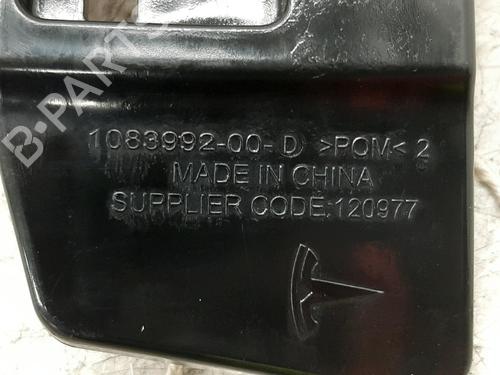 B-PARTS
1083992-00-D >POM< 2
MADE IN CHINA
SUPPLIER CODE:120977